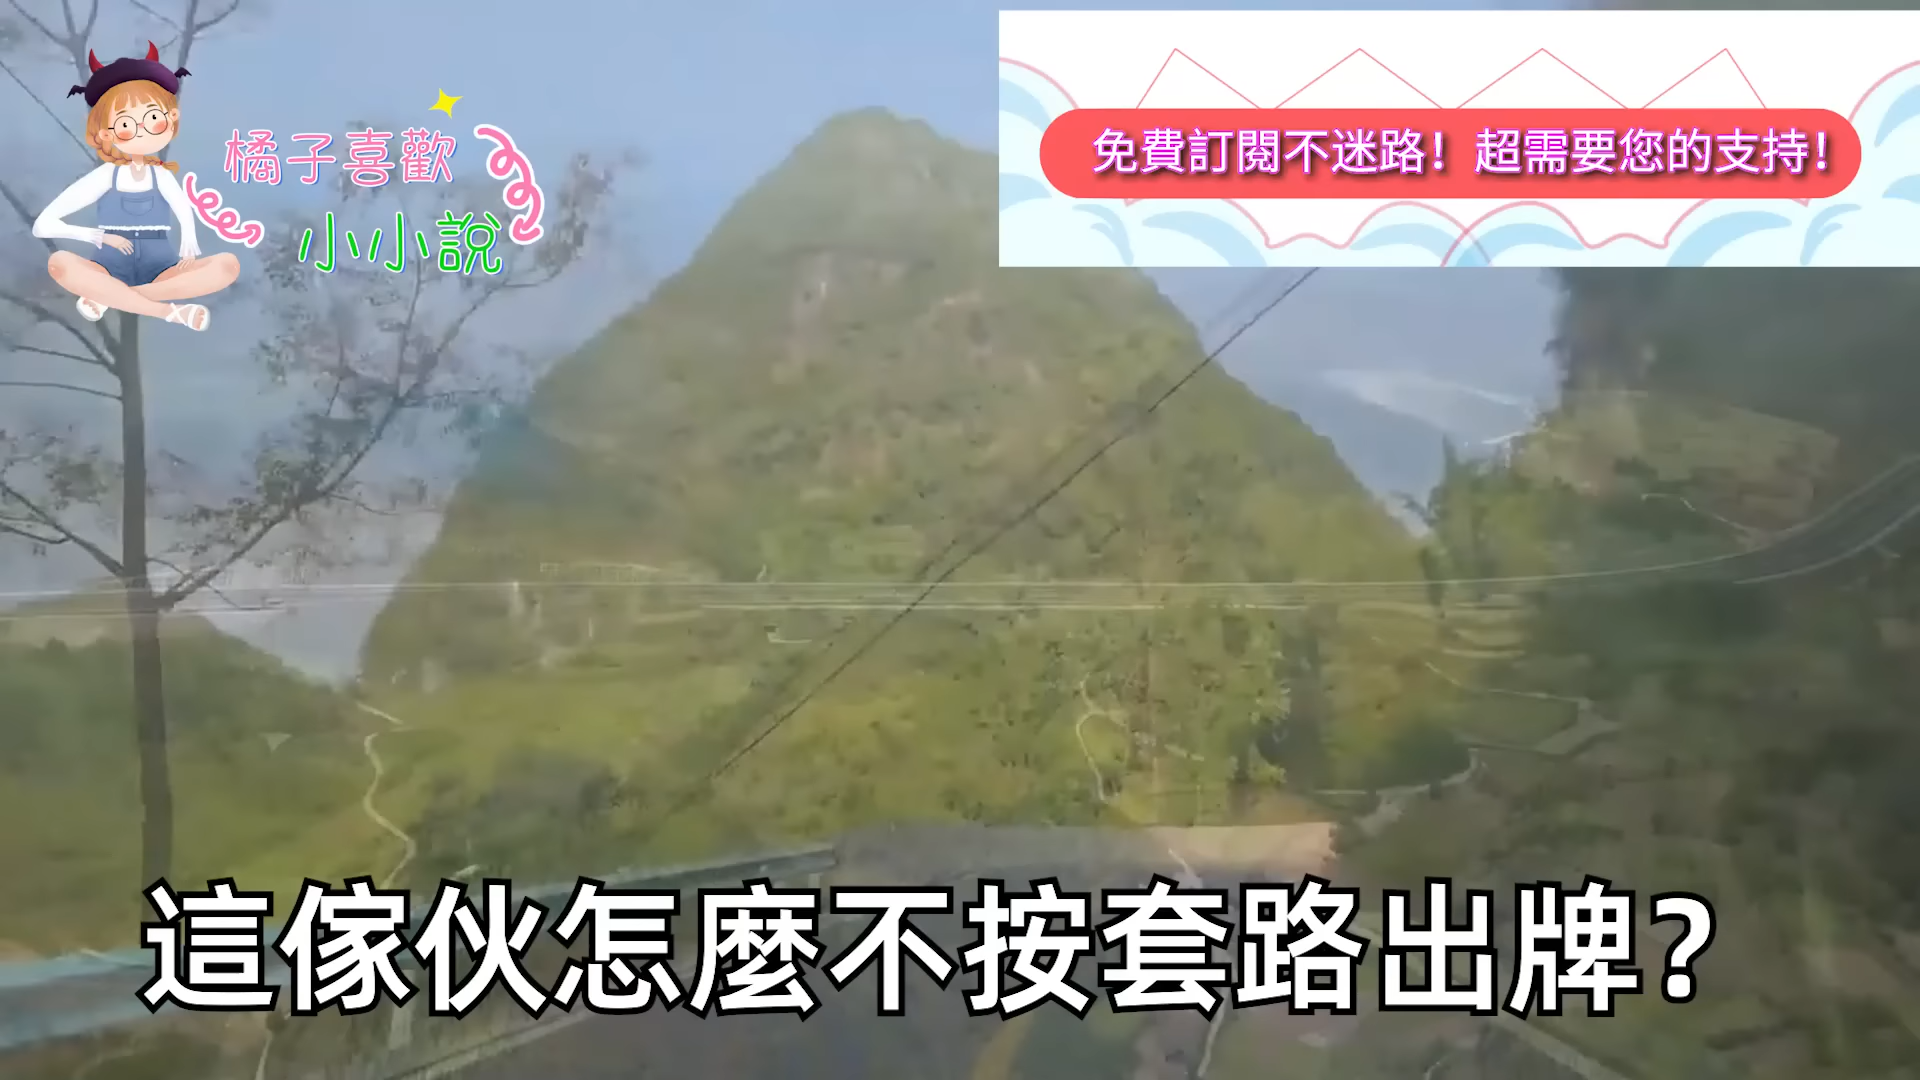 橘子喜歡
小小說
免費訂閱不迷路！超需要您的支持！
這傢伙怎麼不按套路出牌？